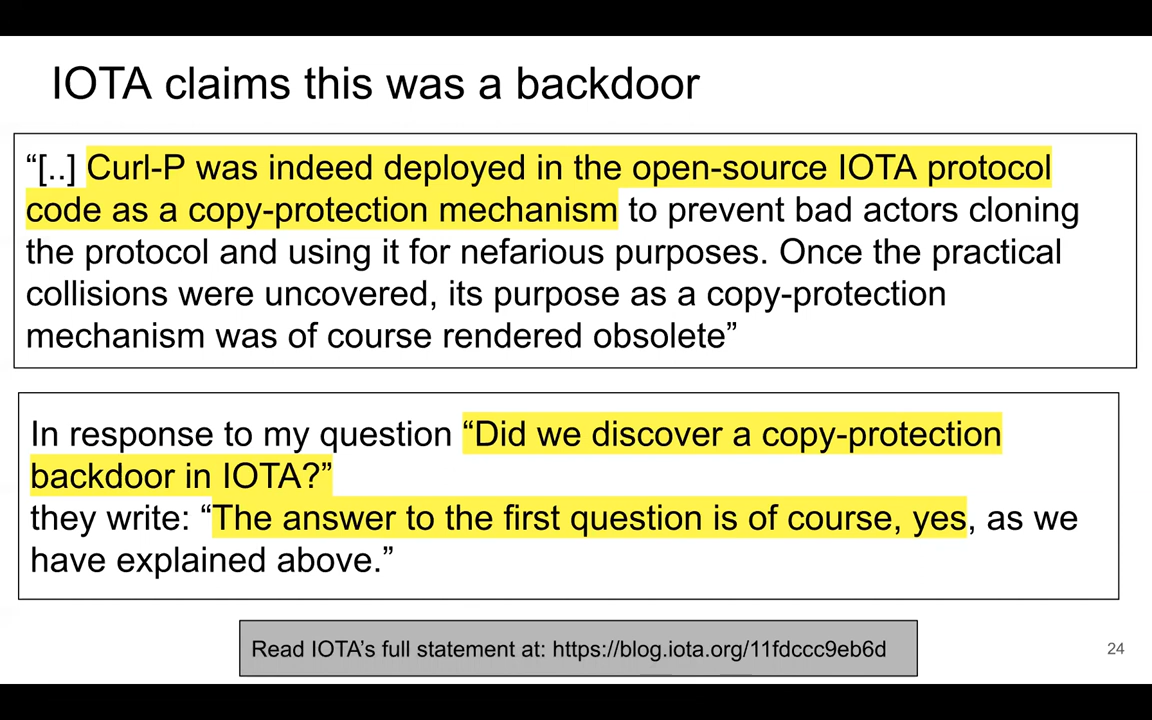 IOTA claims this was a backdoor
“[..] Curl-P was indeed deployed in the open-source IOTA protocol
code as a copy-protection mechanism to prevent bad actors cloning
the protocol and using it for nefarious purposes. Once the practical
collisions were uncovered, its purpose as a copy-protection
mechanism was of course rendered obsolete”
In response to my question “Did we discover a copy-protection
backdoor in IOTA?”
they write: “The answer to the first question is of course, yes, as we
have explained above.”
Read IOTA’s full statement at: https://blog.iota.org/11fdccc9eb6d
24